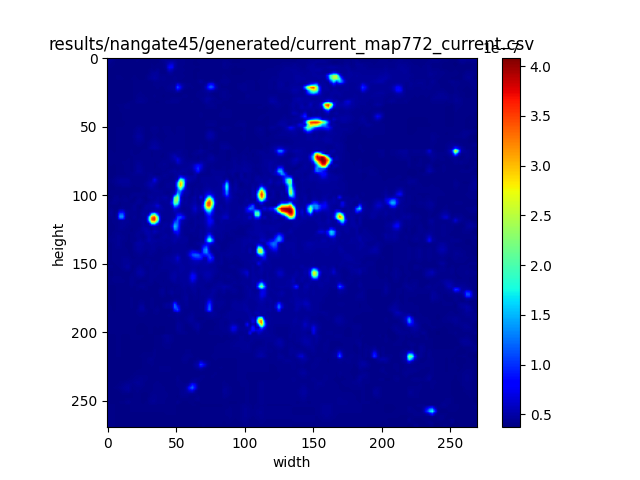 results/nangate45/generated/current_map772_current.csv
1e−7
0
50
100
150
200
250
height
0 50 100 150 200 250
width
4.0
3.5
3.0
2.5
2.0
1.5
1.0
0.5